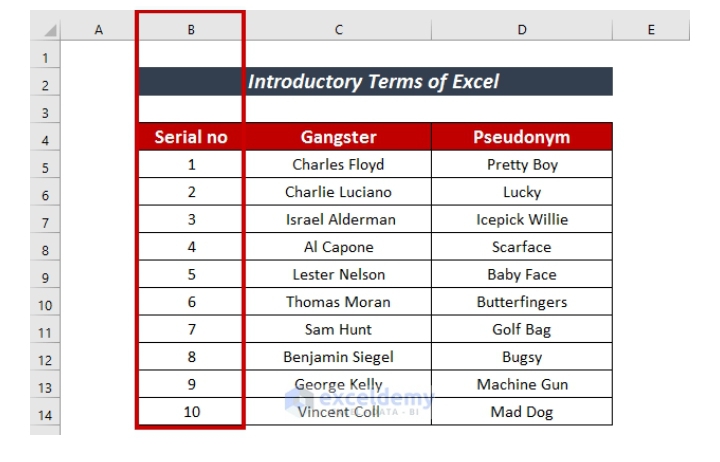 A B C D E
1
2 Introductory Terms of Excel
3
4 Serial no Gangster Pseudonym
5 1 Charles Floyd Pretty Boy
6 2 Charlie Luciano Lucky
7 3 Israel Alderman Icepick Willie
8 4 Al Capone Scarface
9 5 Lester Nelson Baby Face
10 6 Thomas Moran Butterfingers
11 7 Sam Hunt Golf Bag
12 8 Benjamin Siegel Bugsy
13 9 George Kelly Machine Gun
exceldemy
14 10 Vincent Coll Mad Dog